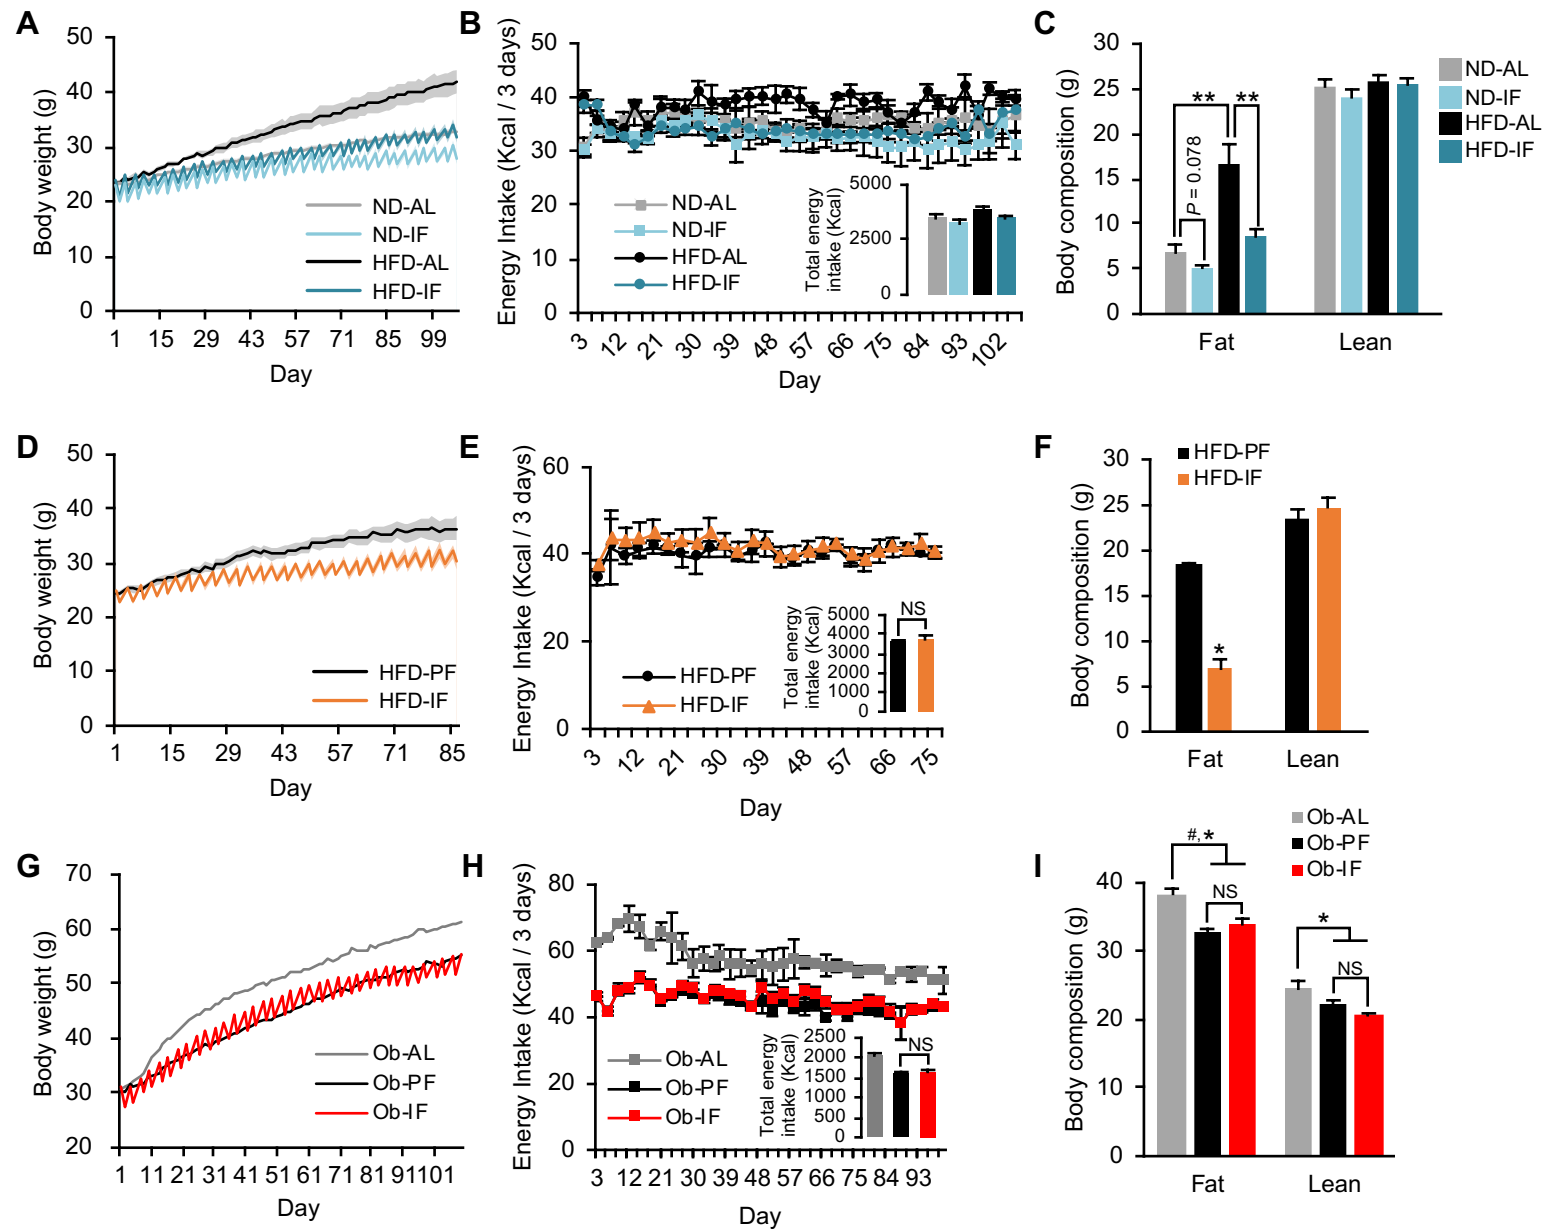 A
Body weight (g)
50
40
30
20
10
0
1 15 29 43 57 71 85 99
Day
ND-AL
ND-IF
HFD-AL
HFD-IF
B
Energy Intake (Kcal / 3 days)
50
40
30
20
10
0
3 12 21 30 39 48 57 66 75 84 93 102
Day
ND-AL
ND-IF
HFD-AL
HFD-IF
Total energy
intake (Kcal)
5000
2500
0
C
Body composition (g)
30
25
20
15
10
5
0
** **
P = 0.078
Fat Lean
ND-AL
ND-IF
HFD-AL
HFD-IF
D
Body weight (g)
50
40
30
20
10
0
1 15 29 43 57 71 85
Day
HFD-PF
HFD-IF
E
Energy Intake (Kcal / 3 days)
60
40
20
0
3 12 21 30 39 48 57 66 75
Day
HFD-PF
HFD-IF
Total energy
intake (Kcal)
5000
4000
3000
2000
1000
0
NS
F
HFD-PF
HFD-IF
Body composition (g)
30
25
20
15
10
5
0
*
Fat Lean
G
Body weight (g)
70
60
50
40
30
20
1 11 21 31 41 51 61 71 81 91 101
Day
Ob-AL
Ob-PF
Ob-IF
H
Energy Intake (Kcal / 3 days)
80
60
40
20
0
3 12 21 30 39 48 57 66 75 84 93
Day
Ob-AL
Ob-PF
Ob-IF
Total energy
intake (Kcal)
2500
2000
1500
1000
500
0
NS
I
Ob-AL
Ob-PF
Ob-IF
Body composition (g)
40
30
20
10
0
#,*
NS
*
NS
Fat Lean